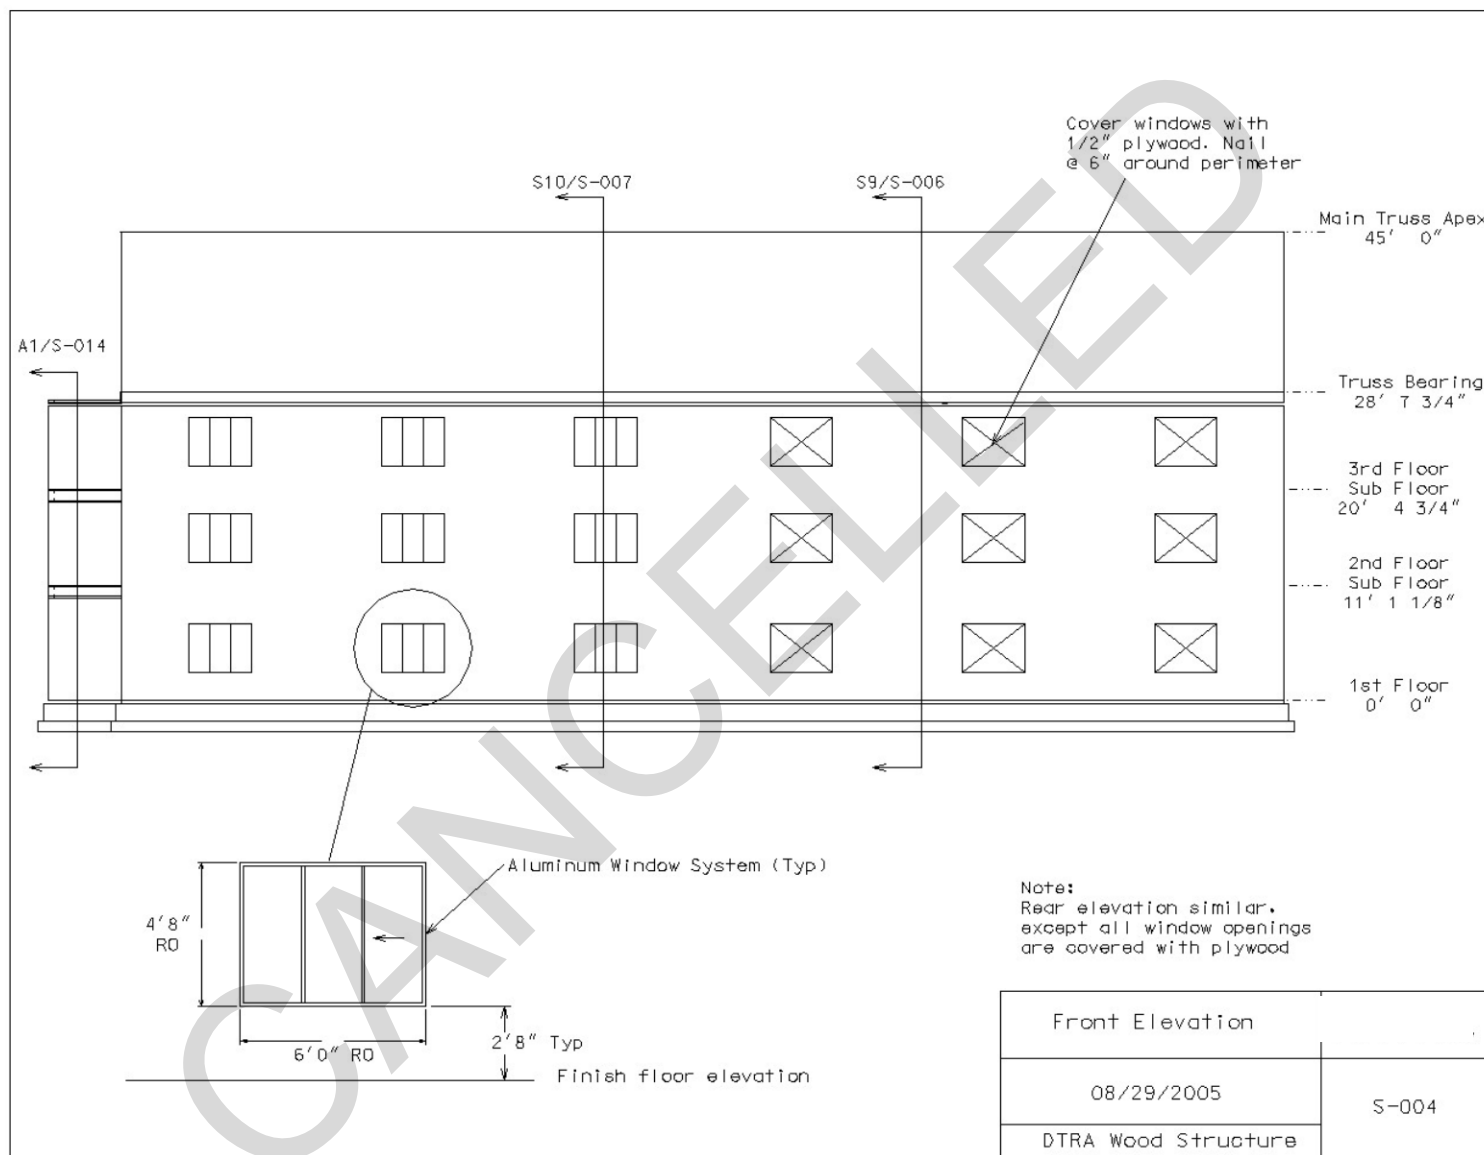 Cover windows with
1/2" plywood. Nail
@ 6" around perimeter
S10/S-007
S9/S-006
Main Truss Apex
45' 0"
A1/S-014
Truss Bearing
28' 7 3/4"
3rd Floor
Sub Floor
20' 4 3/4"
2nd Floor
Sub Floor
11' 1 1/8"
1st Floor
0' 0"
CANCELLED
Aluminum Window System (Typ)
4'8"
RO
6'0" RO
2'8" Typ
Finish floor elevation
Note:
Rear elevation similar.
except all window openings
are covered with plywood
Front Elevation
08/29/2005
S-004
DTRA Wood Structure